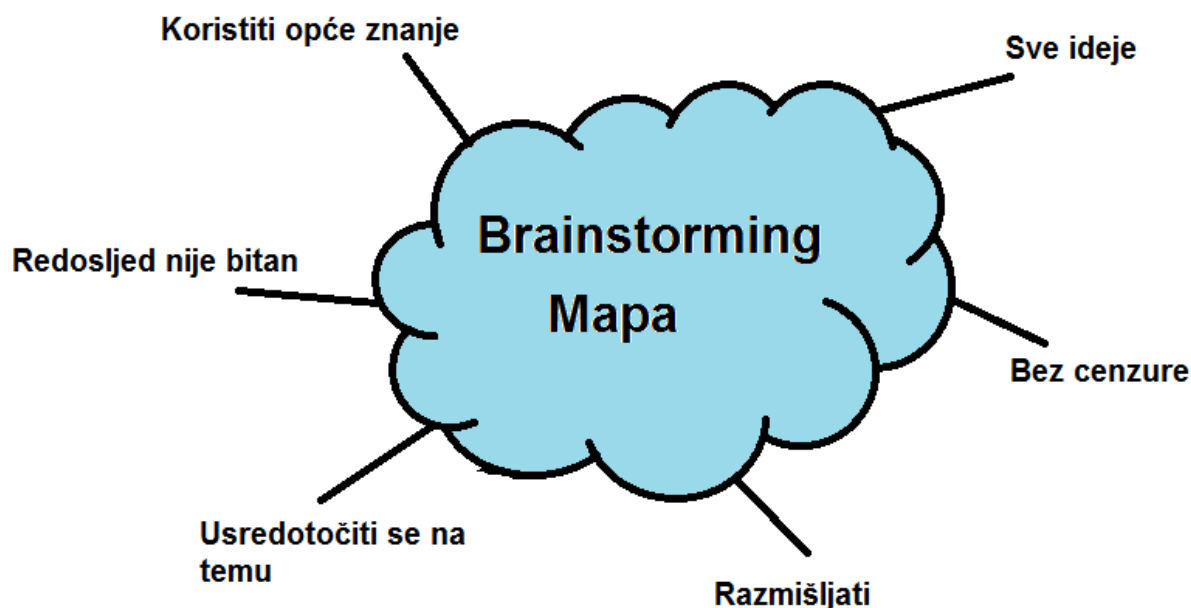 Koristiti opće znanje
Sve ideje
Brainstorming
Mapa
Redosljed nije bitan
Bez cenzure
Usredotočiti se na
temu
Razmišljati